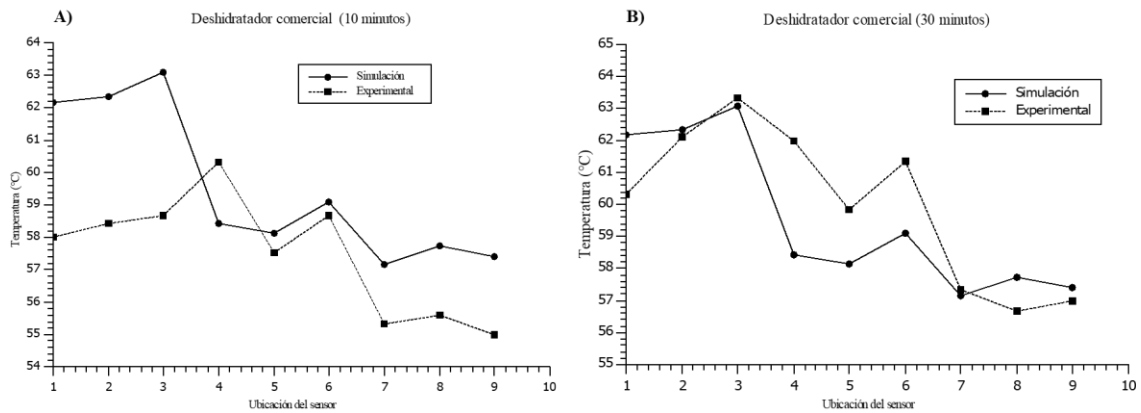 A)
Deshidratador comercial (10 minutos)
Simulación
Experimental
Temperatura (°C)
64
63
62
61
60
59
58
57
56
55
54
1 2 3 4 5 6 7 8 9 10
Ubicación del sensor
B)
Deshidratador comercial (30 minutos)
Simulación
Experimental
Temperatura (°C)
65
64
63
62
61
60
59
58
57
56
55
1 2 3 4 5 6 7 8 9 10
Ubicación del sensor